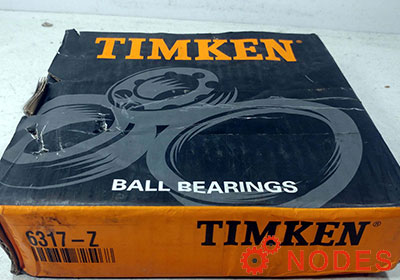 TIMKEN®
BALL BEARINGS
6317-Z
TIMKEN®
NODES